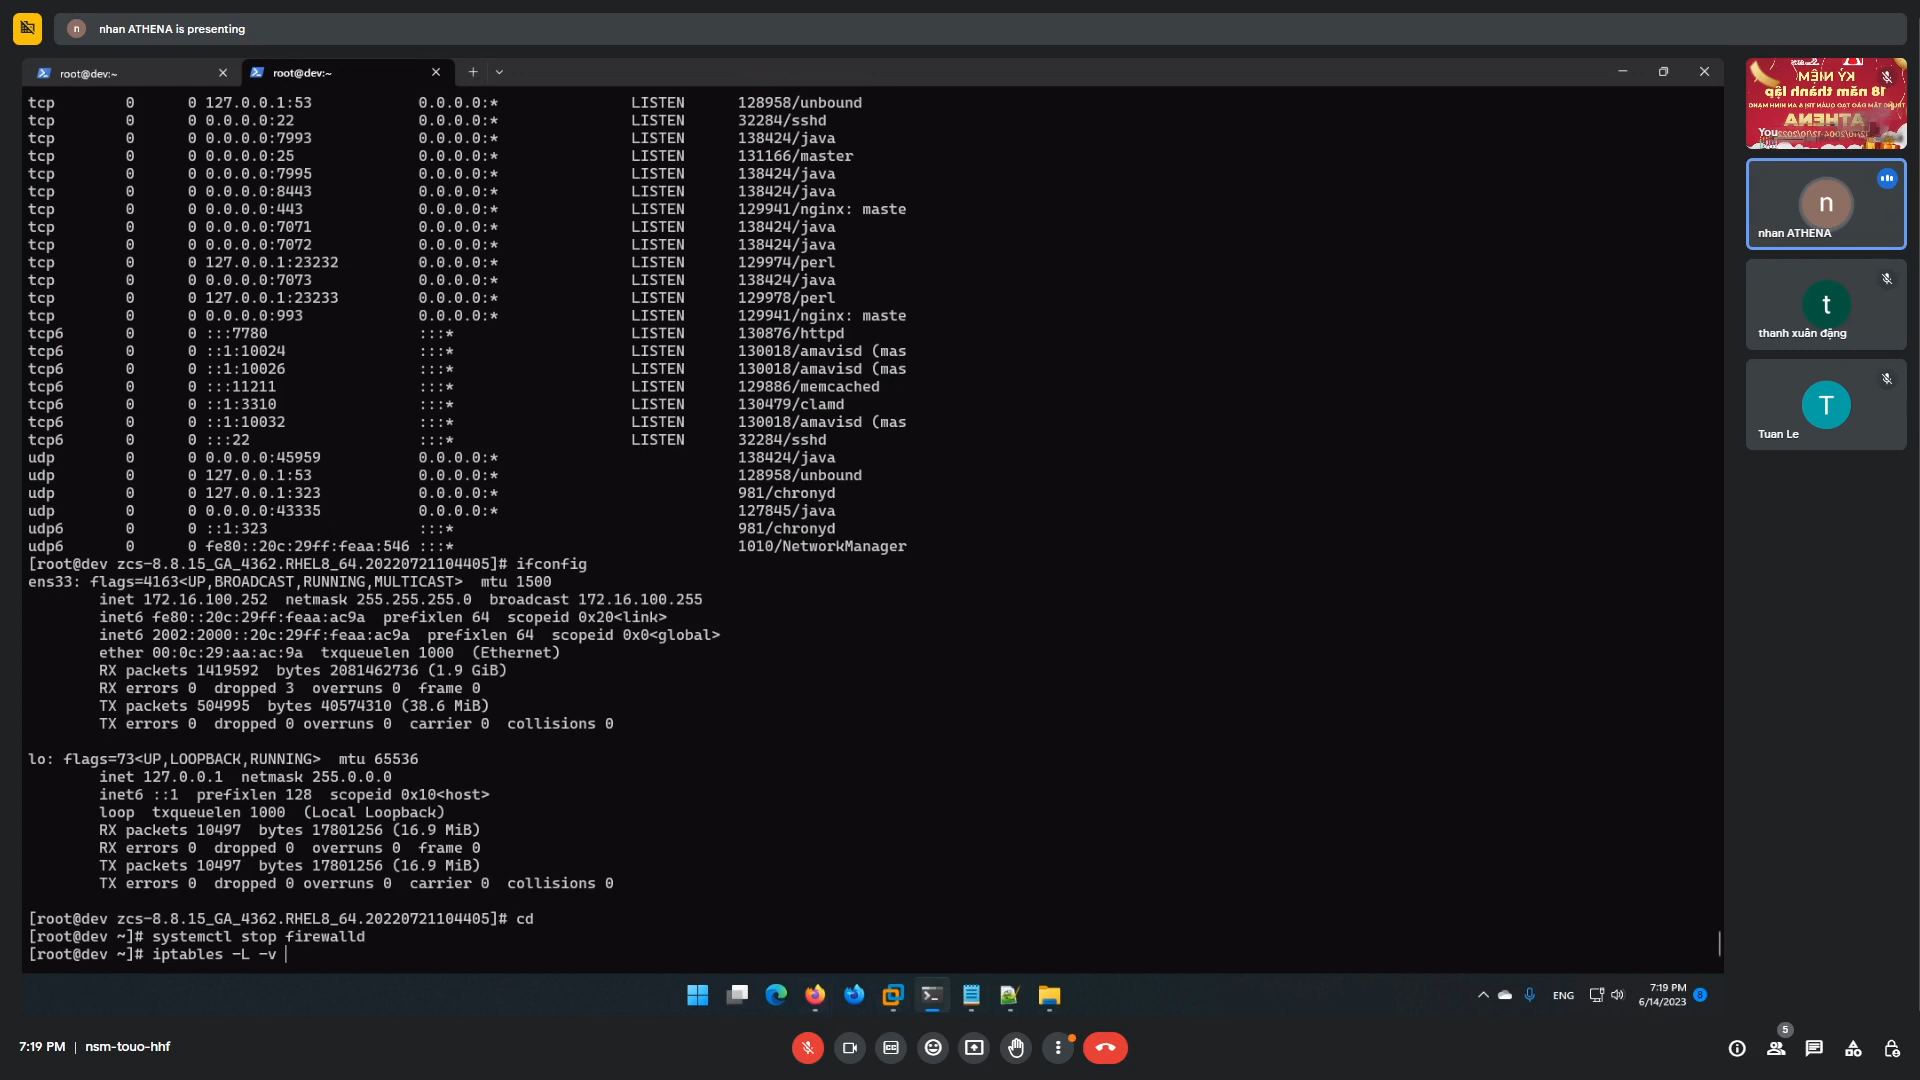 n nhan ATHENA is presenting
root@dev:~
root@dev:~
tcp 0 0 127.0.0.1:53 0.0.0.0:* LISTEN 128958/unbound
tcp 0 0 0.0.0.0:22 0.0.0.0:* LISTEN 32284/sshd
tcp 0 0 0.0.0.0:7993 0.0.0.0:* LISTEN 138424/java
tcp 0 0 0.0.0.0:25 0.0.0.0:* LISTEN 131166/master
tcp 0 0 0.0.0.0:7995 0.0.0.0:* LISTEN 138424/java
tcp 0 0 0.0.0.0:8443 0.0.0.0:* LISTEN 138424/java
tcp 0 0 0.0.0.0:443 0.0.0.0:* LISTEN 129941/nginx: maste
tcp 0 0 0.0.0.0:7071 0.0.0.0:* LISTEN 138424/java
tcp 0 0 0.0.0.0:7072 0.0.0.0:* LISTEN 138424/java
tcp 0 0 127.0.0.1:23232 0.0.0.0:* LISTEN 129974/perl
tcp 0 0 0.0.0.0:7073 0.0.0.0:* LISTEN 138424/java
tcp 0 0 127.0.0.1:23233 0.0.0.0:* LISTEN 129978/perl
tcp 0 0 0.0.0.0:993 0.0.0.0:* LISTEN 129941/nginx: maste
tcp6 0 0 :::7780 :::* LISTEN 130876/httpd
tcp6 0 0 ::1:10024 :::* LISTEN 130018/amavisd (mas
tcp6 0 0 ::1:10026 :::* LISTEN 130018/amavisd (mas
tcp6 0 0 :::11211 :::* LISTEN 129886/memcached
tcp6 0 0 ::1:3310 :::* LISTEN 130479/clamd
tcp6 0 0 ::1:10032 :::* LISTEN 130018/amavisd (mas
tcp6 0 0 :::22 :::* LISTEN 32284/sshd
udp 0 0 0.0.0.0:45959 0.0.0.0:* 138424/java
udp 0 0 127.0.0.1:53 0.0.0.0:* 128958/unbound
udp 0 0 127.0.0.1:323 0.0.0.0:* 981/chronyd
udp 0 0 0.0.0.0:43335 0.0.0.0:* 127845/java
udp6 0 0 ::1:323 :::* 981/chronyd
udp6 0 0 fe80::20c:29ff:feaa:546 :::* 1010/NetworkManager
[root@dev zcs-8.8.15_GA_4362.RHEL8_64.20220721104405]# ifconfig
ens33: flags=4163<UP,BROADCAST,RUNNING,MULTICAST> mtu 1500
inet 172.16.100.252 netmask 255.255.255.0 broadcast 172.16.100.255
inet6 fe80::20c:29ff:feaa:ac9a prefixlen 64 scopeid 0x20<link>
inet6 2002:2000::20c:29ff:feaa:ac9a prefixlen 64 scopeid 0x0<global>
ether 00:0c:29:aa:ac:9a txqueuelen 1000 (Ethernet)
RX packets 1419592 bytes 2081462736 (1.9 GiB)
RX errors 0 dropped 3 overruns 0 frame 0
TX packets 504995 bytes 40574310 (38.6 MiB)
TX errors 0 dropped 0 overruns 0 carrier 0 collisions 0
lo: flags=73<UP,LOOPBACK,RUNNING> mtu 65536
inet 127.0.0.1 netmask 255.0.0.0
inet6 ::1 prefixlen 128 scopeid 0x10<host>
loop txqueuelen 1000 (Local Loopback)
RX packets 10497 bytes 17801256 (16.9 MiB)
RX errors 0 dropped 0 overruns 0 frame 0
TX packets 10497 bytes 17801256 (16.9 MiB)
TX errors 0 dropped 0 overruns 0 carrier 0 collisions 0
[root@dev zcs-8.8.15_GA_4362.RHEL8_64.20220721104405]# cd
[root@dev ~]# systemctl stop firewalld
[root@dev ~]# iptables -L -v
ENG
7:19 PM
6/14/2023
8
KỶ NIỆM
18 năm thành lập
ATHENA
You
n
nhan ATHENA
t
thanh xuân đặng
T
Tuan Le
7:19 PM | nsm-touo-hhf
5